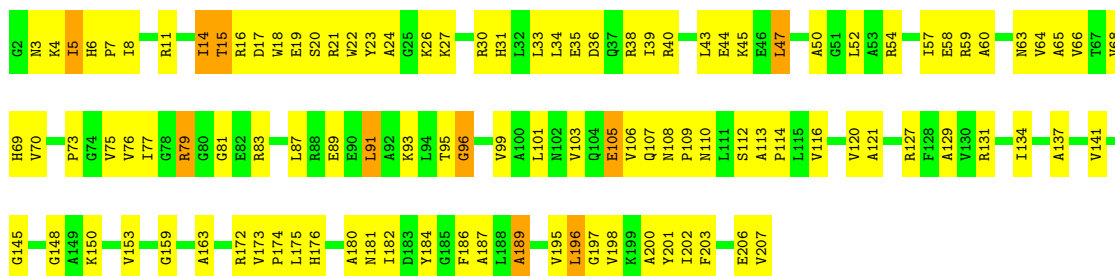 G2 N3 K4 I5 H6 P7 I8 R11 I14 T15 R16 D17 W18 E19 S20 R21 W22 Y23 A24 G25 K26 K27 R30 H31 L32 L33 L34 E35 D36 Q37 R38 I39 R40 L43 E44 K45 E46 L47 A50 G51 L52 A53 R54 I57 E58 R59 A60 N63 V64 A65 V66 T67 V68
H69 V70 P73 G74 V75 V76 I77 G78 R79 G80 G81 E82 R83 L87 R88 E89 E90 L91 A92 K93 L94 T95 G96 V99 A100 L101 N102 V103 Q104 E105 V106 Q107 N108 P109 N110 L111 S112 A113 P114 L115 V116 V120 A121 R127 F128 A129 V130 R131 I134 A137 V141
G145 G148 A149 K150 V153 G159 A163 R172 V173 P174 L175 H176 A180 N181 I182 D183 Y184 G185 F186 A187 L188 A189 V195 L196 G197 V198 K199 A200 Y201 I202 F203 E206 V207